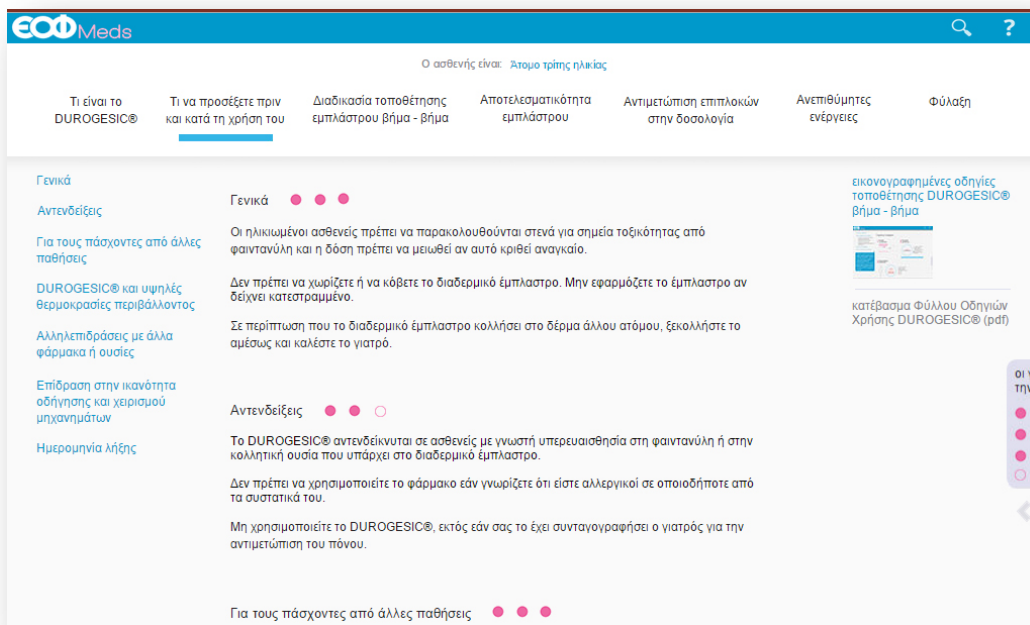 ΕΟΦMeds
?
Ο ασθενής είναι: Άτομο τρίτης ηλικίας
Τι είναι το
DUROGESIC®
Τι να προσέξετε πριν
και κατά τη χρήση του
Διαδικασία τοποθέτησης
εμπλάστρου βήμα - βήμα
Αποτελεσματικότητα
εμπλάστρου
Αντιμετώπιση επιπλοκών
στην δοσολογία
Ανεπιθύμητες
ενέργειες
Φύλαξη
Γενικά
Αντενδείξεις
Για τους πάσχοντες από άλλες
παθήσεις
DUROGESIC® και υψηλές
θερμοκρασίες περιβάλλοντος
Αλληλεπιδράσεις με άλλα
φάρμακα ή ουσίες
Επίδραση στην ικανότητα
οδήγησης και χειρισμού
μηχανημάτων
Ημερομηνία λήξης
Γενικά
Οι ηλικιωμένοι ασθενείς πρέπει να παρακολουθούνται στενά για σημεία τοξικότητας από
φαιντανύλη και η δόση πρέπει να μειωθεί αν αυτό κριθεί αναγκαίο.
Δεν πρέπει να χωρίζετε ή να κόβετε το διαδερμικό έμπλαστρο. Μην εφαρμόζετε το έμπλαστρο αν
δείχνει κατεστραμμένο.
Σε περίπτωση που το διαδερμικό έμπλαστρο κολλήσει στο δέρμα άλλου ατόμου, ξεκολλήστε το
αμέσως και καλέστε το γιατρό.
Αντενδείξεις
Το DUROGESIC® αντενδείκνυται σε ασθενείς με γνωστή υπερευαισθησία στη φαιντανύλη ή στην
κολλητική ουσία που υπάρχει στο διαδερμικό έμπλαστρο.
Δεν πρέπει να χρησιμοποιείτε το φάρμακο εάν γνωρίζετε ότι είστε αλλεργικοί σε οποιοδήποτε από
τα συστατικά του.
Μη χρησιμοποιείτε το DUROGESIC®, εκτός εάν σας το έχει συνταγογραφήσει ο γιατρός για την
αντιμετώπιση του πόνου.
Για τους πάσχοντες από άλλες παθήσεις
εικονογραφημένες οδηγίες
τοποθέτησης DUROGESIC®
βήμα - βήμα
κατέβασμα Φύλλου Οδηγιών
Χρήσης DUROGESIC® (pdf)
οι
την